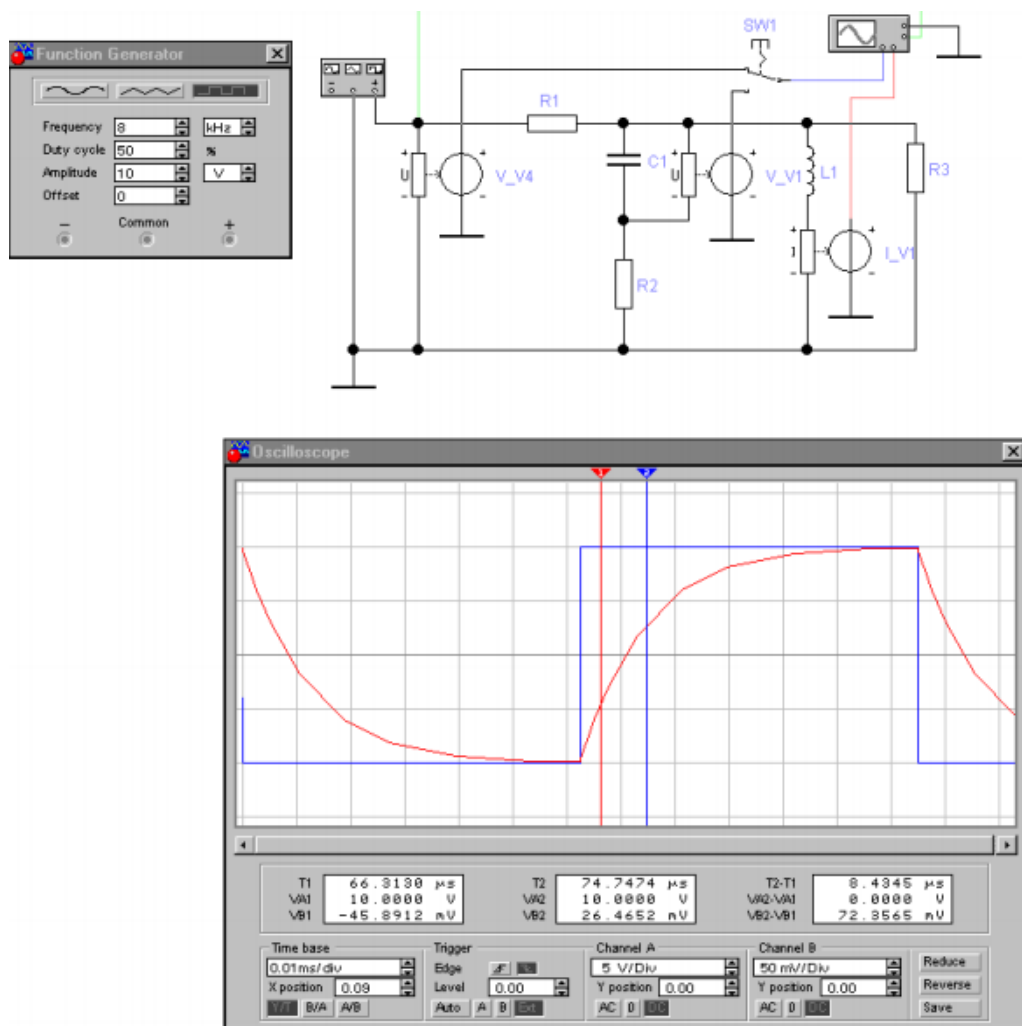 Function Generator
Frequency 8 kHz
Duty cycle 50 %
Amplitude 10 V
Offset 0
− Common +
SW1
R1
C1
R3
+ U − + V_V4 −
+ U − + V_V1 −
L1
R2
+ I − + I_V1 −
Oscilloscope
1 2
T1 66.3130 µs
VA1 10.0000 V
VB1 -45.8912 mV
T2 74.7474 µs
VA2 10.0000 V
VB2 26.4652 mV
T2-T1 8.4345 µs
VA2-VA1 0.0000 V
VB2-VB1 72.3565 mV
Time base
0.01ms/div
X position 0.09
Y/T B/A A/B
Trigger
Edge
Level 0.00
Auto A B Ext
Channel A
5 V/Div
Y position 0.00
AC 0 DC
Channel B
50 mV/Div
Y position 0.00
AC 0 DC
Reduce
Reverse
Save